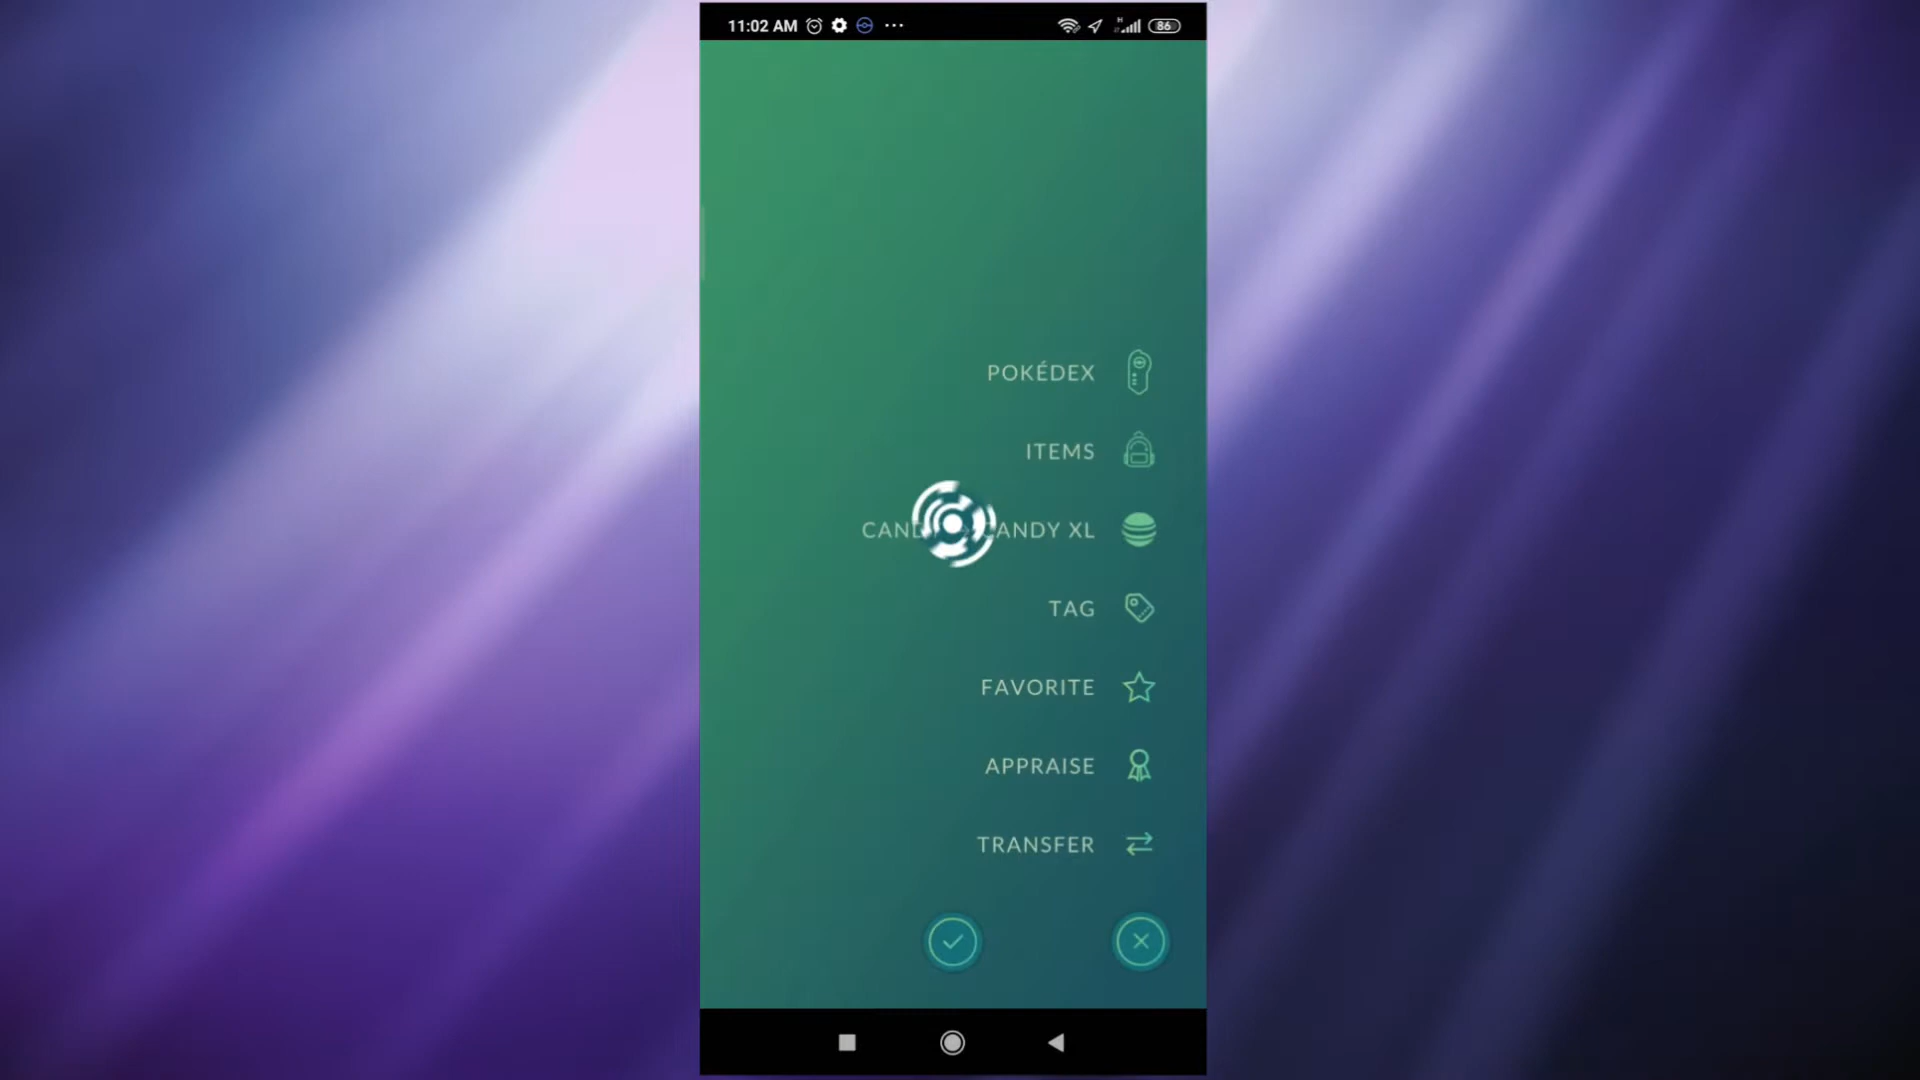 11:02 AM
86
POKÉDEX
ITEMS
CANDY XL
TAG
FAVORITE
APPRAISE
TRANSFER